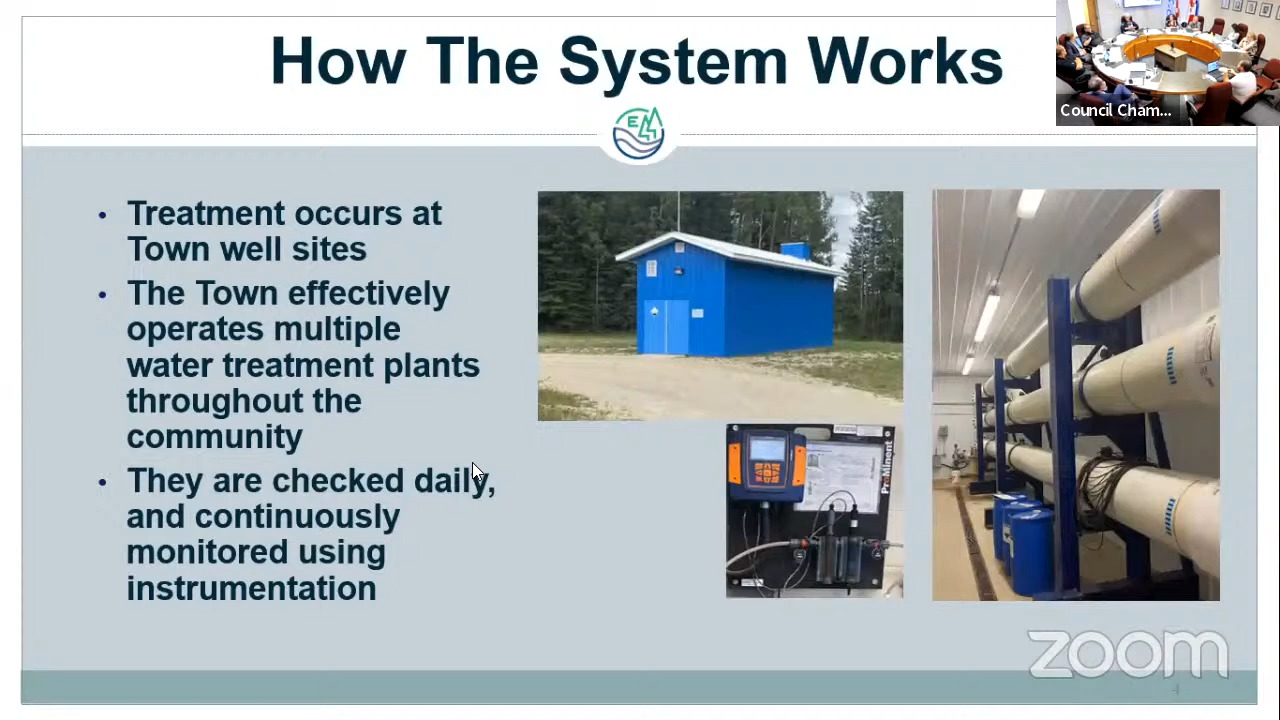 How The System Works
Council Cham...
Treatment occurs at
Town well sites
The Town effectively
operates multiple
water treatment plants
throughout the
community
They are checked daily,
and continuously
monitored using
instrumentation
ProMinent
zoom